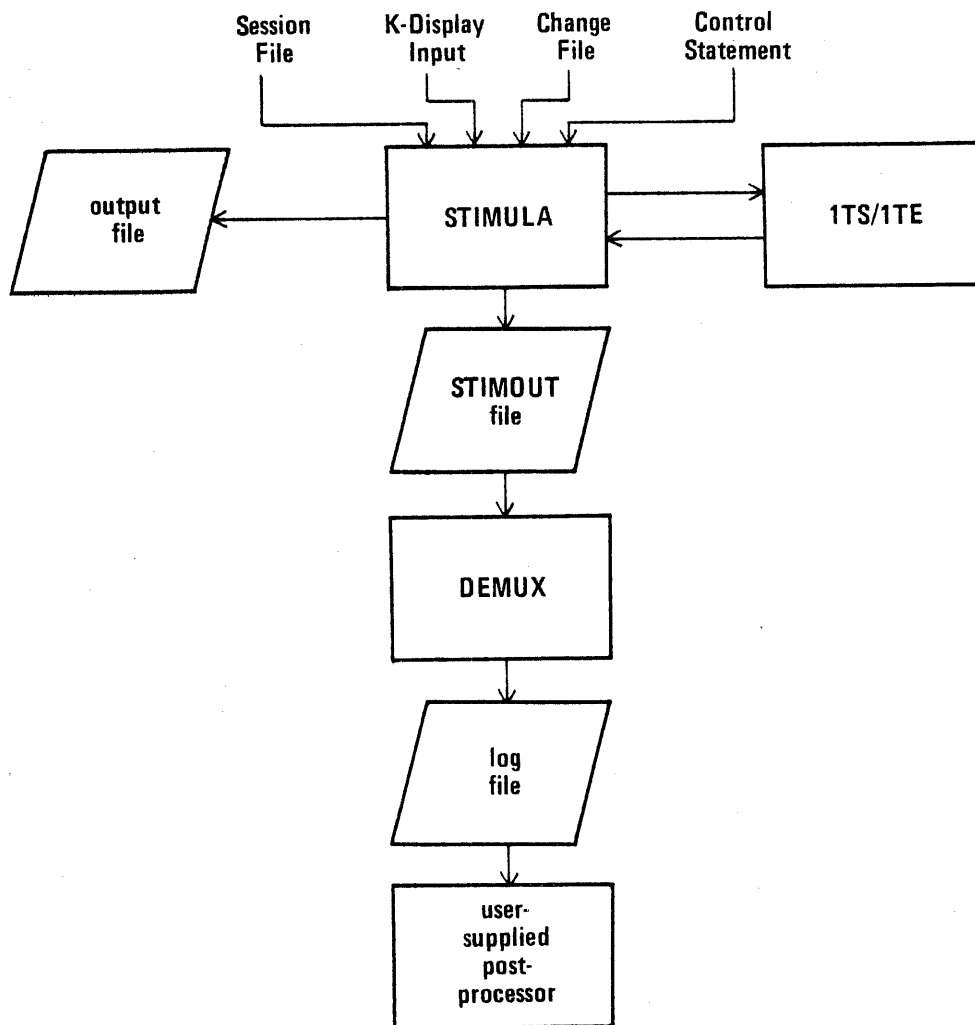 Session
File
K-Display
Input
Change
File
Control
Statement
output
file
STIMULA
1TS/1TE
STIMOUT
file
DEMUX
log
file
user-
supplied
post-
processor